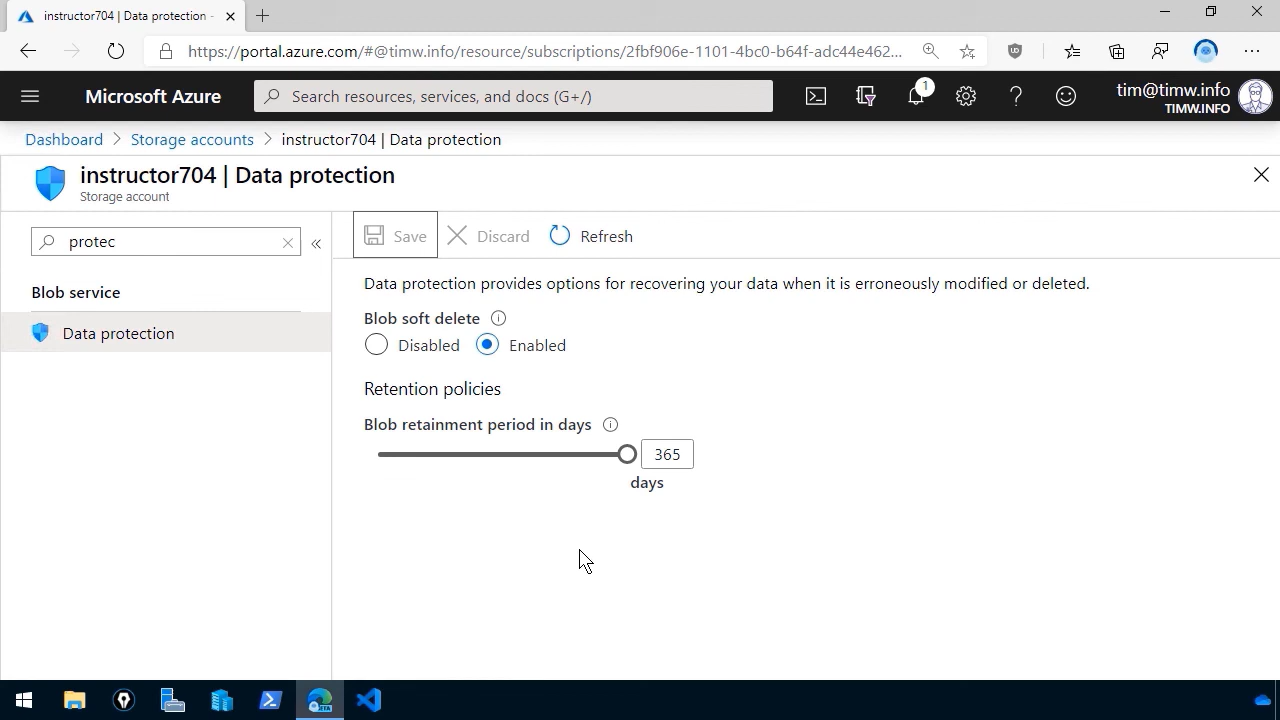 instructor704 | Data protection -
https://portal.azure.com/#@timw.info/resource/subscriptions/2fbf906e-1101-4bc0-b64f-adc44e462...
Microsoft Azure
Search resources, services, and docs (G+/)
1
tim@timw.info
TIMW.INFO
Dashboard > Storage accounts > instructor704 | Data protection
instructor704 | Data protection
Storage account
protec
Save
Discard
Refresh
Blob service
Data protection
Data protection provides options for recovering your data when it is erroneously modified or deleted.
Blob soft delete
Disabled
Enabled
Retention policies
Blob retainment period in days
365
days